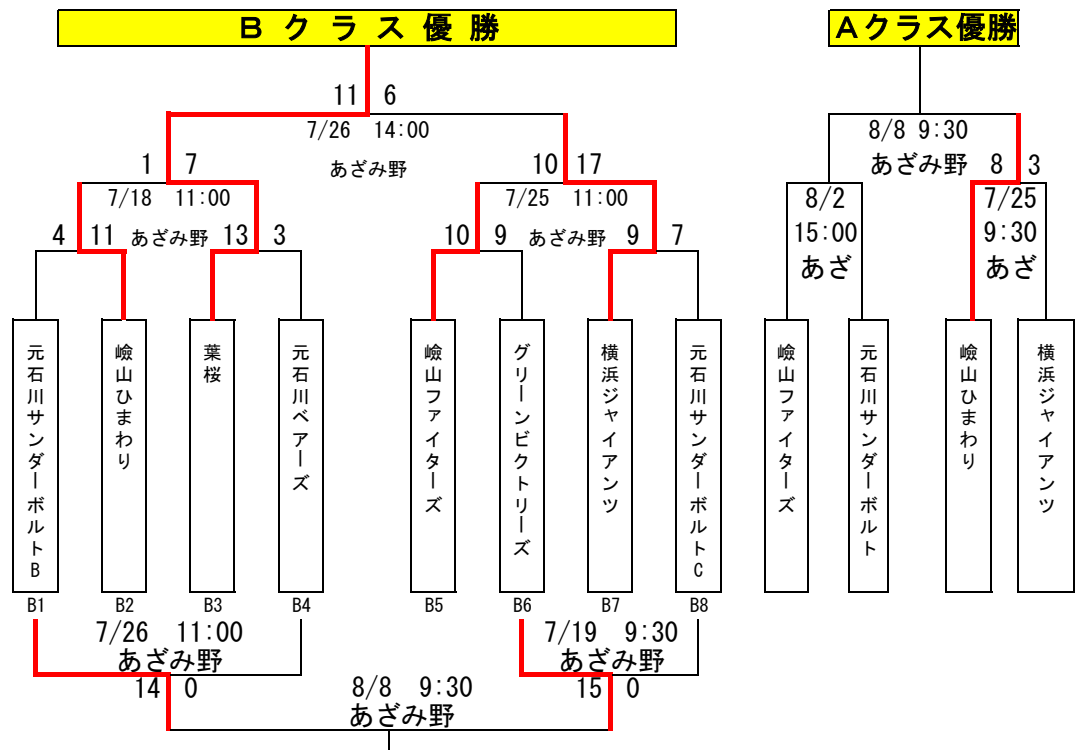 B クラス優勝
Aクラス優勝
11 6
7/26 14:00
あざみ野
8/8 9:30
あざみ野
1 7
7/18 11:00
あざみ野
10 17
7/25 11:00
あざみ野
8 3
7/25
9:30
あざ
8/2
15:00
あざ
4 11
13 3
10 9
9 7
元石川サンダーボルトB
嶮山ひまわり
葉桜
元石川ベアーズ
嶮山ファイターズ
グリーンビクトリーズ
横浜ジャイアンツ
元石川サンダーボルトC
嶮山ファイターズ
元石川サンダーボルト
嶮山ひまわり
横浜ジャイアンツ
B1 B2 B3 B4 B5 B6 B7 B8
7/26 11:00
あざみ野
14 0
7/19 9:30
あざみ野
15 0
8/8 9:30
あざみ野